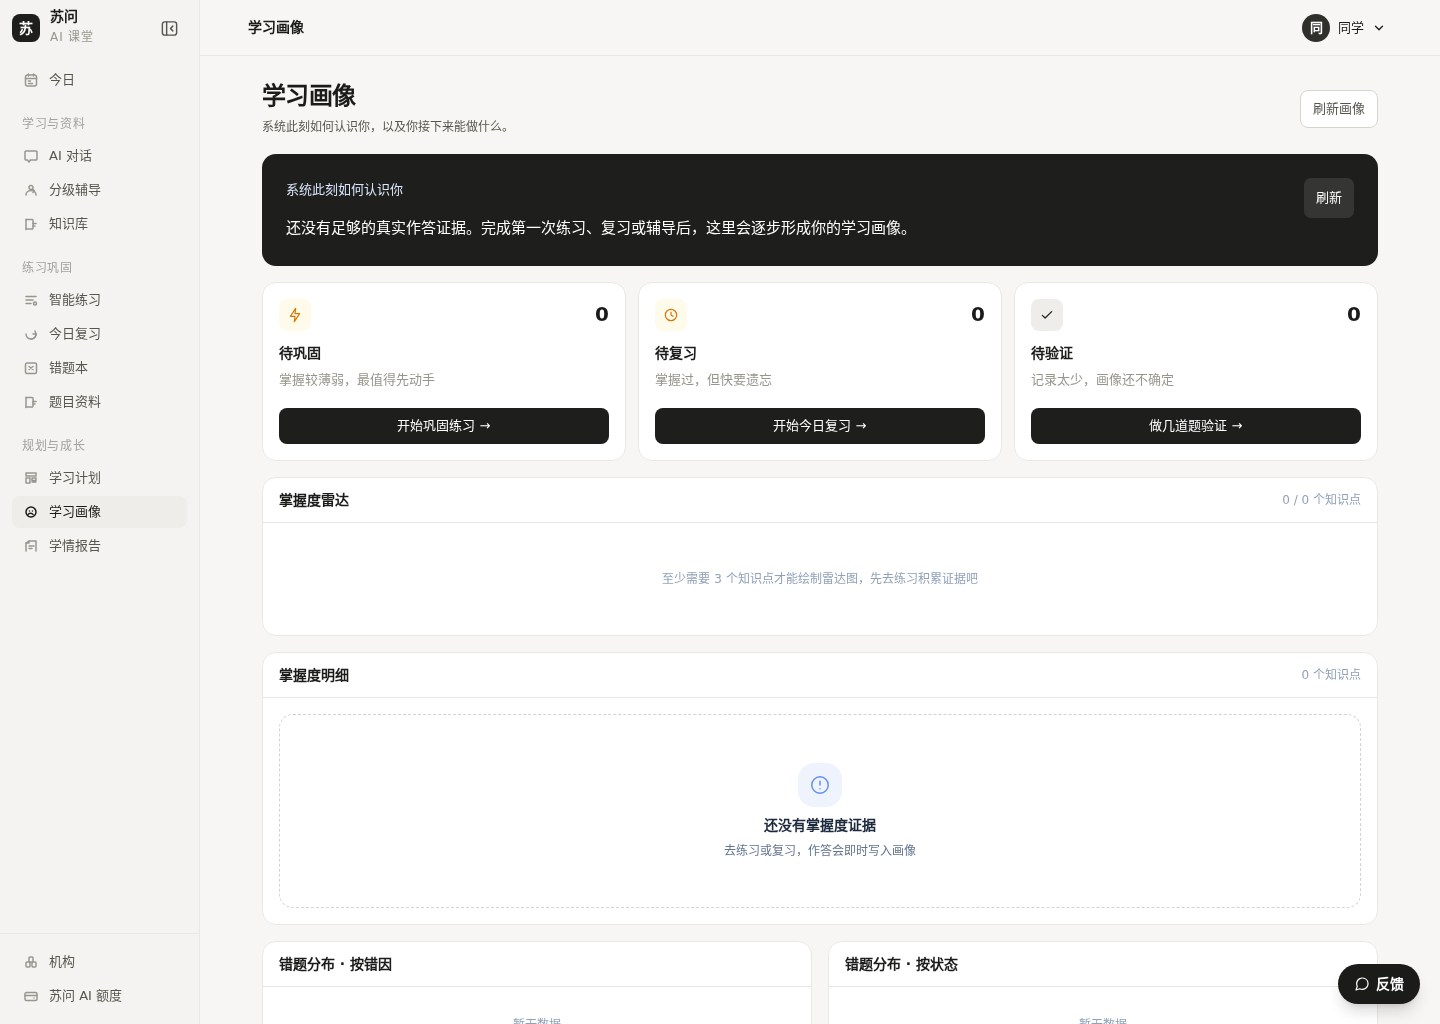 苏
苏问
AI 课堂
今日
学习与资料
AI 对话
分级辅导
知识库
练习巩固
智能练习
今日复习
错题本
题目资料
规划与成长
学习计划
学习画像
学情报告
机构
苏问 AI 额度
学习画像
同
同学
学习画像
系统此刻如何认识你，以及你接下来能做什么。
刷新画像
系统此刻如何认识你
刷新
还没有足够的真实作答证据。完成第一次练习、复习或辅导后，这里会逐步形成你的学习画像。
0
待巩固
掌握较薄弱，最值得先动手
开始巩固练习 →
0
待复习
掌握过，但快要遗忘
开始今日复习 →
0
待验证
记录太少，画像还不确定
做几道题验证 →
掌握度雷达
0 / 0 个知识点
至少需要 3 个知识点才能绘制雷达图，先去练习积累证据吧
掌握度明细
0 个知识点
还没有掌握度证据
去练习或复习，作答会即时写入画像
错题分布 · 按错因
暂无数据
错题分布 · 按状态
暂无数据
反馈